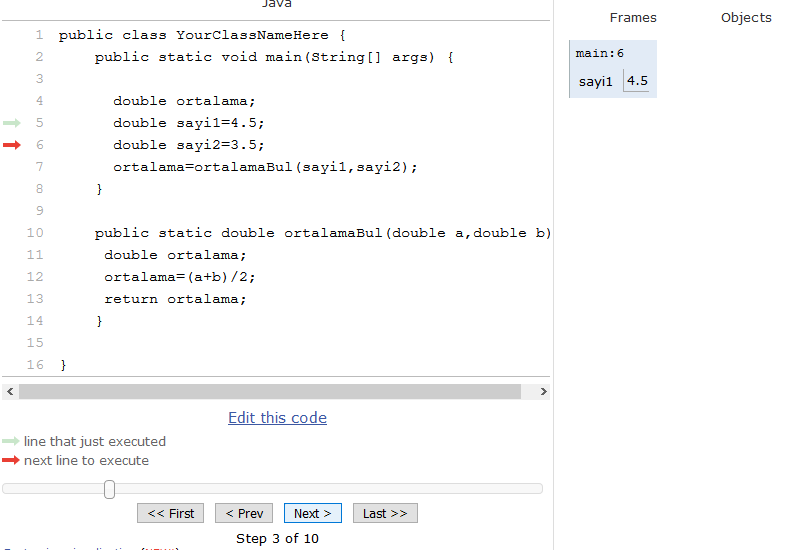 Java
Frames
Objects
1 public class YourClassNameHere {
2 public static void main(String[] args) {
3
4 double ortalama;
5 double sayi1=4.5;
6 double sayi2=3.5;
7 ortalama=ortalamaBul(sayi1,sayi2);
8 }
9
10 public static double ortalamaBul(double a,double b)
11 double ortalama;
12 ortalama=(a+b)/2;
13 return ortalama;
14 }
15
16 }
main:6
sayi1 4.5
Edit this code
line that just executed
next line to execute
<< First
< Prev
Next >
Last >>
Step 3 of 10